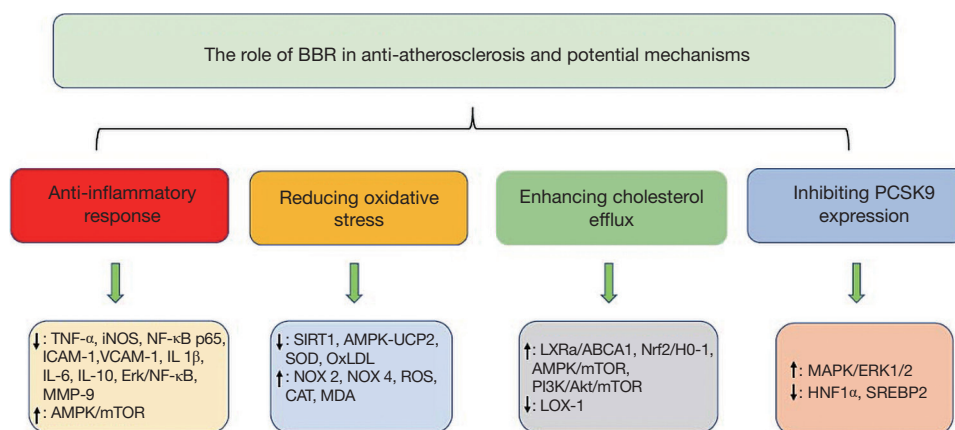 The role of BBR in anti-atherosclerosis and potential mechanisms
Anti-inflammatory
response
Reducing oxidative
stress
Enhancing cholesterol
efflux
Inhibiting PCSK9
expression
↓: TNF-α, iNOS, NF-κB p65,
ICAM-1,VCAM-1, IL 1β,
IL-6, IL-10, Erk/NF-κB,
MMP-9
↑: AMPK/mTOR
↓: SIRT1, AMPK-UCP2,
SOD, OxLDL
↑: NOX 2, NOX 4, ROS,
CAT, MDA
↑: LXRa/ABCA1, Nrf2/H0-1,
AMPK/mTOR,
PI3K/Akt/mTOR
↓: LOX-1
↑: MAPK/ERK1/2
↓: HNF1α, SREBP2